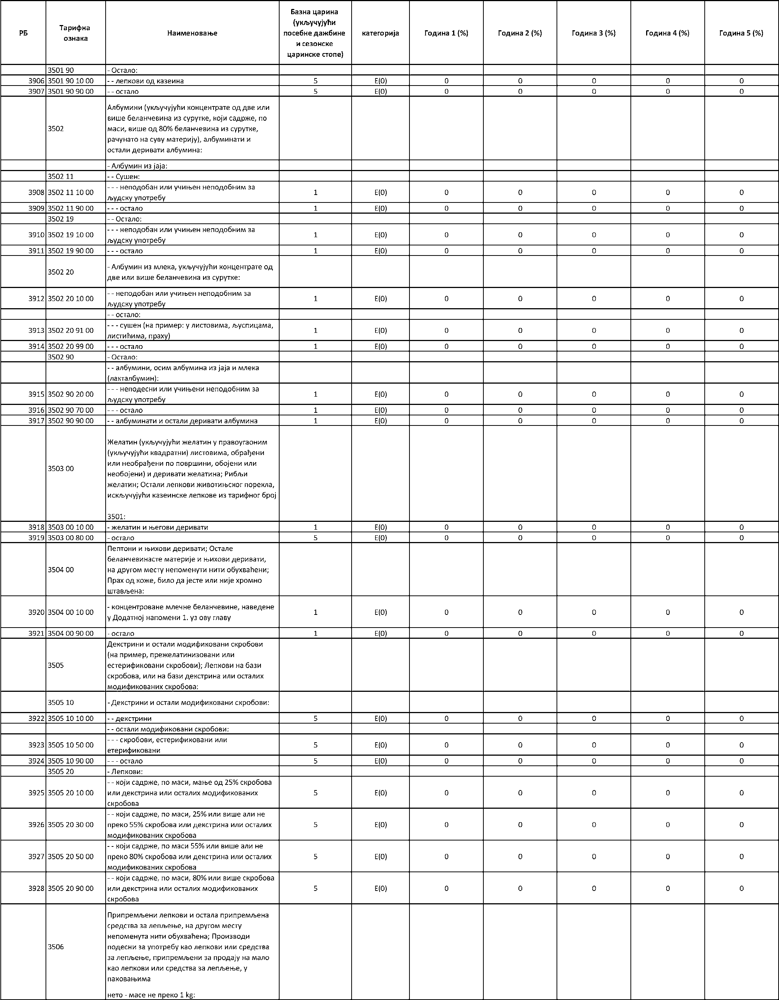 РБ
Тарифна
ознака
Наименовање
Базна царина
(укључујући
посебне дажбине
и сезонске
царинске стопе)
категорија
Година 1 (%)
Година 2 (%)
Година 3 (%)
Година 4 (%)
Година 5 (%)
3501 90 - Остало:
3906 3501 90 10 00 - - лепкови од казеина 5 E(0) 0 0 0 0 0
3907 3501 90 90 00 - - остало 5 E(0) 0 0 0 0 0
3502
Албумини (укључујући концентрате од две или
више беланчевина из сурутке, који садрже, по
маси, више од 80% беланчевина из сурутке,
рачунато на суву материју), албуминати и
остали деривати албумина:
- Албумин из јаја:
3502 11 - - Сушен:
3908 3502 11 10 00 - - - неподобан или учињен неподобним за
људску употребу 1 E(0) 0 0 0 0 0
3909 3502 11 90 00 - - - остало 1 E(0) 0 0 0 0 0
3502 19 - - Остало:
3910 3502 19 10 00 - - - неподобан или учињен неподобним за
људску употребу 1 E(0) 0 0 0 0 0
3911 3502 19 90 00 - - - остало 1 E(0) 0 0 0 0 0
3502 20 - Албумин из млека, укључујући концентрате од
две или више беланчевина из сурутке:
3912 3502 20 10 00 - - неподобан или учињен неподобним за
људску употребу 1 E(0) 0 0 0 0 0
- - остало:
3913 3502 20 91 00 - - - сушен (на пример: у листовима, љуспицама,
листићима, праху) 1 E(0) 0 0 0 0 0
3914 3502 20 99 00 - - - остало 1 E(0) 0 0 0 0 0
3502 90 - Остало:
- - албумини, осим албумина из јаја и млека
(лакталбумин):
3915 3502 90 20 00 - - - неподесни или учињени неподобним за
људску употребу 1 E(0) 0 0 0 0 0
3916 3502 90 70 00 - - - остало 1 E(0) 0 0 0 0 0
3917 3502 90 90 00 - - албуминати и остали деривати албумина 1 E(0) 0 0 0 0 0
3503 00
Желатин (укључујући желатин у правоугаоним
(укључујући квадратни) листовима, обрађени
или необрађени по површини, обојени или
необојени) и деривати желатина; Рибљи
желатин; Остали лепкови животињског порекла,
искључујући казеинске лепкове из тарифног број
3501:
3918 3503 00 10 00 - желатин и његови деривати 1 E(0) 0 0 0 0 0
3919 3503 00 80 00 - остало 5 E(0) 0 0 0 0 0
3504 00
Пептони и њихови деривати; Остале
беланчевинасте материје и њихови деривати,
на другом месту непоменути нити обухваћени;
Прах од коже, било да јесте или није хромно
штављена:
3920 3504 00 10 00 - концентроване млечне беланчевине, наведене
у Додатној напомени 1. уз ову главу 1 E(0) 0 0 0 0 0
3921 3504 00 90 00 - остало 1 E(0) 0 0 0 0 0
3505
Декстрини и остали модификовани скробови
(на пример, прежелатинизовани или
естерификовани скробови); Лепкови на бази
скробова, или на бази декстрина или осталих
модификованих скробова:
3505 10 - Декстрини и остали модификовани скробови:
3922 3505 10 10 00 - - декстрини 5 E(0) 0 0 0 0 0
- - остали модификовани скробови:
3923 3505 10 50 00 - - - скробови, естерификовани или
етерификовани 5 E(0) 0 0 0 0 0
3924 3505 10 90 00 - - - остало 5 E(0) 0 0 0 0 0
3505 20 - Лепкови:
3925 3505 20 10 00 - - који садрже, по маси, мање од 25% скробова
или декстрина или осталих модификованих
скробова 5 E(0) 0 0 0 0 0
3926 3505 20 30 00 - - који садрже, по маси, 25% или више али не
преко 55% скробова или декстрина или осталих
модификованих скробова 5 E(0) 0 0 0 0 0
3927 3505 20 50 00 - - који садрже, по маси 55% или више али не
преко 80% скробова или декстрина или осталих
модификованих скробова 5 E(0) 0 0 0 0 0
3928 3505 20 90 00 - - који садрже, по маси, 80% или више скробова
или декстрина или осталих модификованих
скробова 5 E(0) 0 0 0 0 0
3506
Припремљени лепкови и остала припремљена
средства за лепљење, на другом месту
непоменута нити обухваћена; Производи
подесни за употребу као лепкови или средства
за лепљење, припремљени за продају на мало
као лепкови или средства за лепљење, у
паковањима
нето - масе не преко 1 kg: